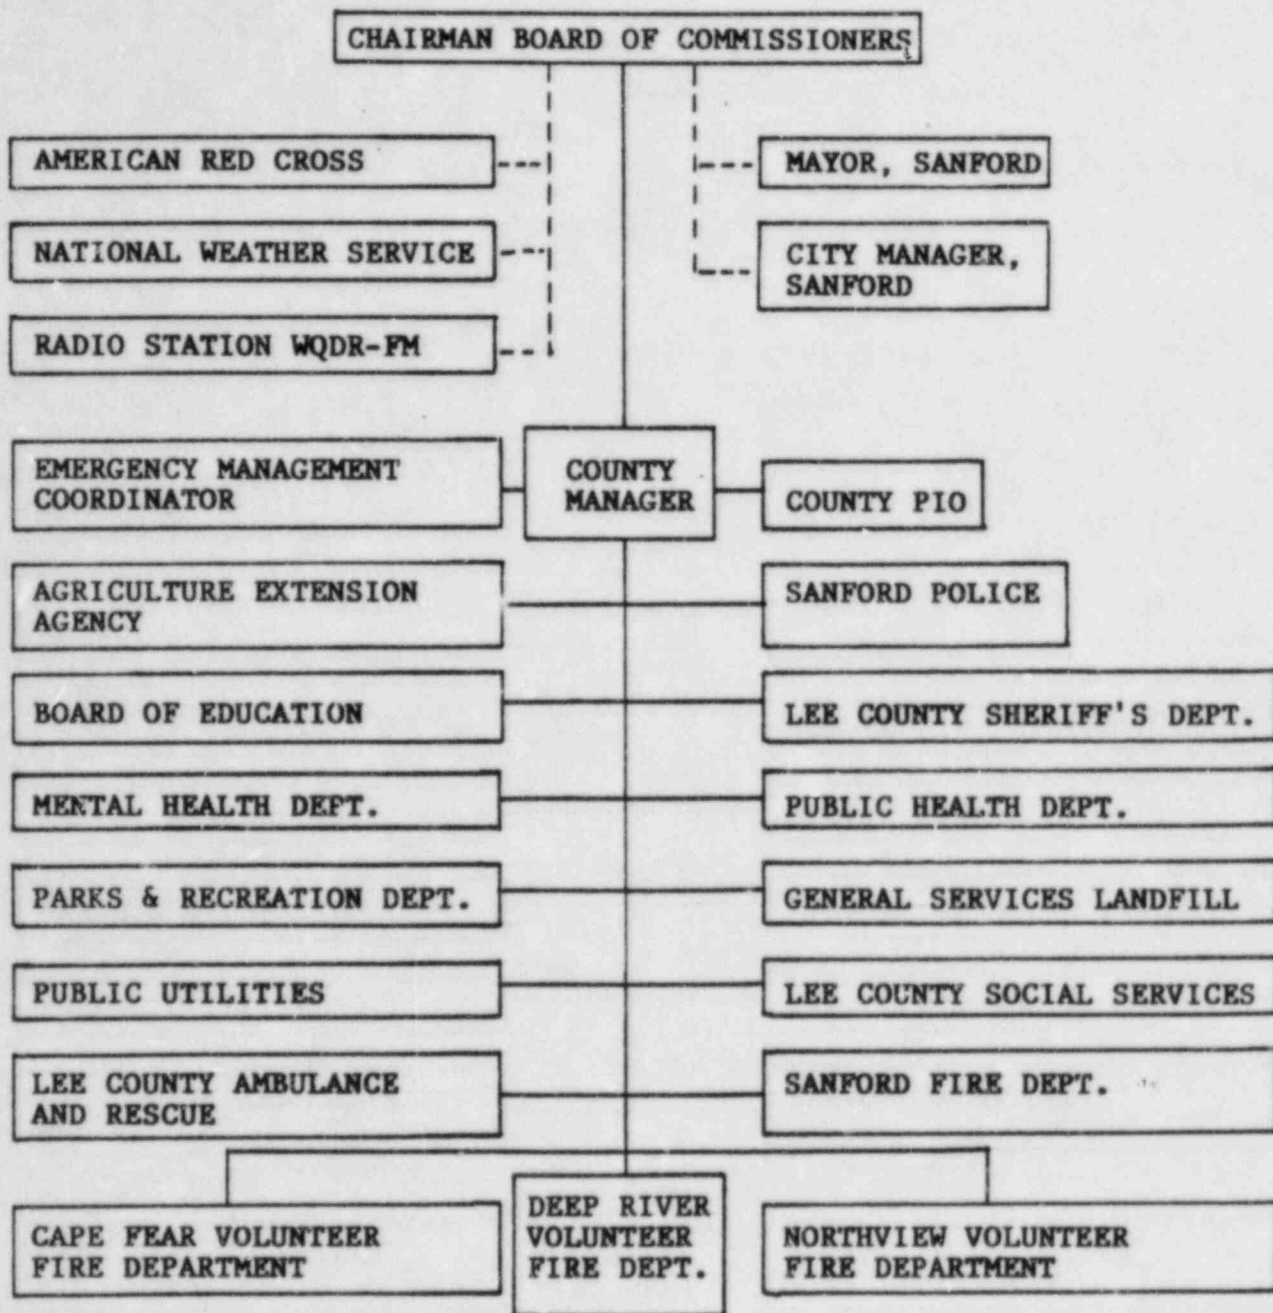 CHAIRMAN BOARD OF COMMISSIONERS
AMERICAN RED CROSS
MAYOR, SANFORD
NATIONAL WEATHER SERVICE
CITY MANAGER,
SANFORD
RADIO STATION WQDR-FM
EMERGENCY MANAGEMENT
COORDINATOR
COUNTY
MANAGER
COUNTY PIO
AGRICULTURE EXTENSION
AGENCY
SANFORD POLICE
BOARD OF EDUCATION
LEE COUNTY SHERIFF'S DEPT.
MENTAL HEALTH DEPT.
PUBLIC HEALTH DEPT.
PARKS & RECREATION DEPT.
GENERAL SERVICES LANDFILL
PUBLIC UTILITIES
LEE COUNTY SOCIAL SERVICES
LEE COUNTY AMBULANCE
AND RESCUE
SANFORD FIRE DEPT.
CAPE FEAR VOLUNTEER
FIRE DEPARTMENT
DEEP RIVER
VOLUNTEER
FIRE DEPT.
NORTHVIEW VOLUNTEER
FIRE DEPARTMENT